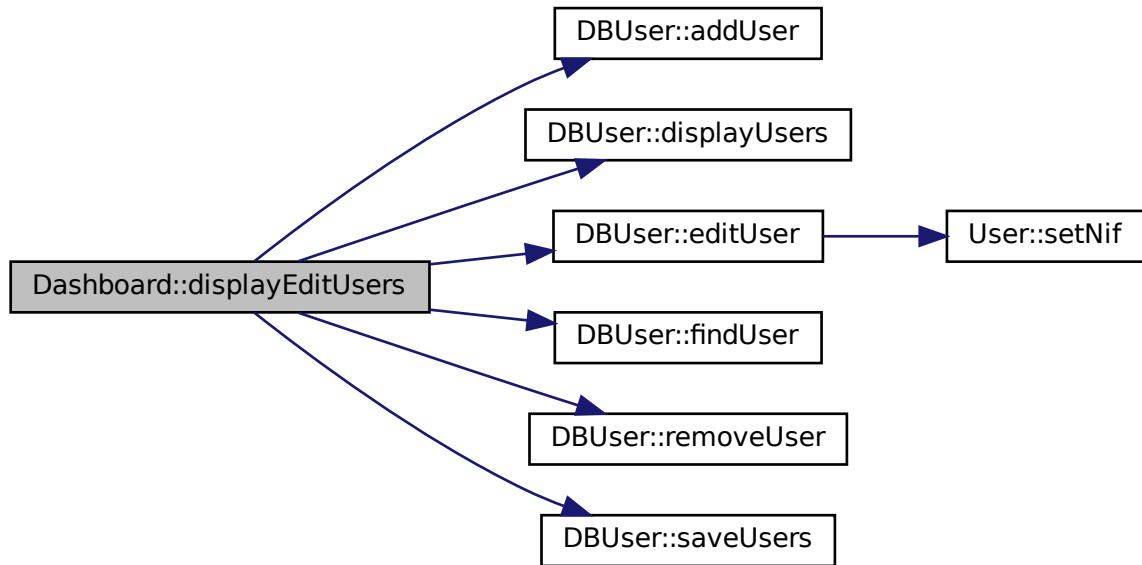 DBUser::addUser
DBUser::displayUsers
DBUser::editUser
User::setNif
Dashboard::displayEditUsers
DBUser::findUser
DBUser::removeUser
DBUser::saveUsers